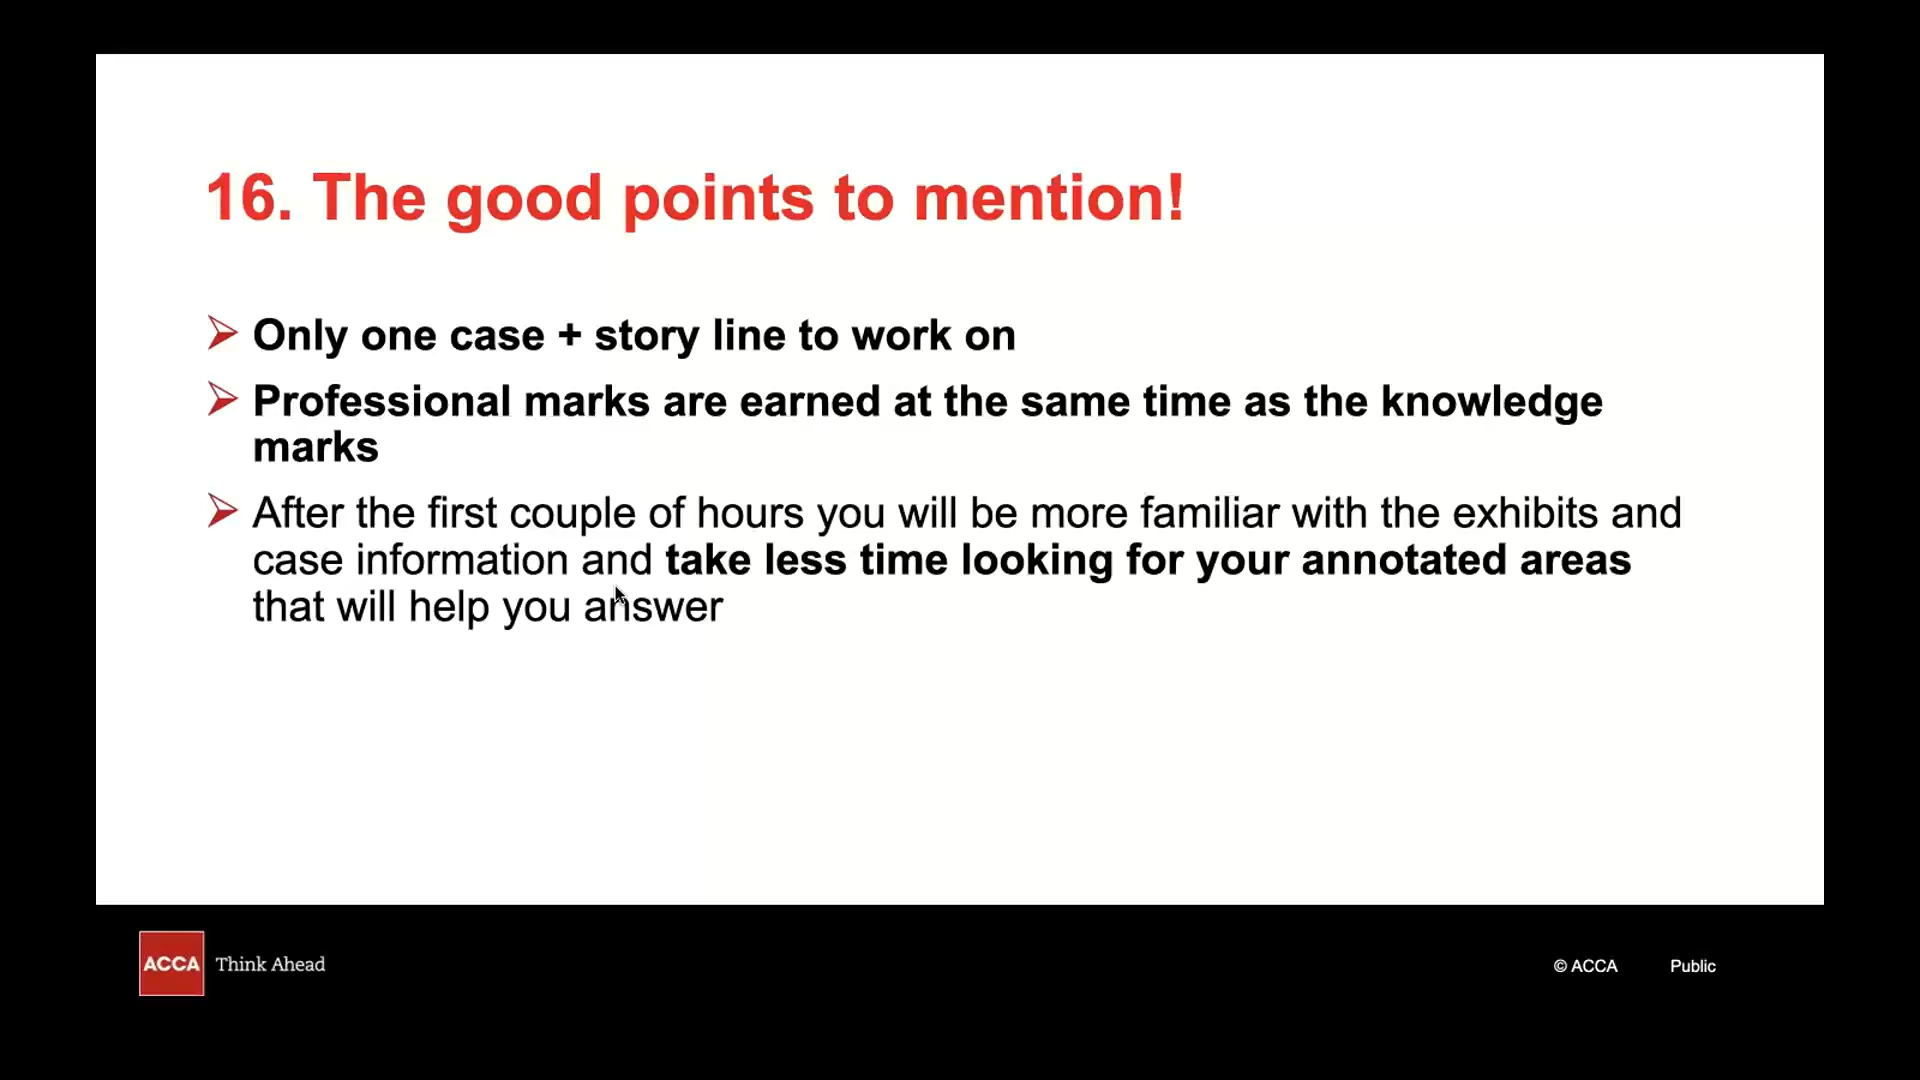 16. The good points to mention!
Only one case + story line to work on
Professional marks are earned at the same time as the knowledge
marks
After the first couple of hours you will be more familiar with the exhibits and
case information and take less time looking for your annotated areas
that will help you answer
ACCA Think Ahead
© ACCA Public